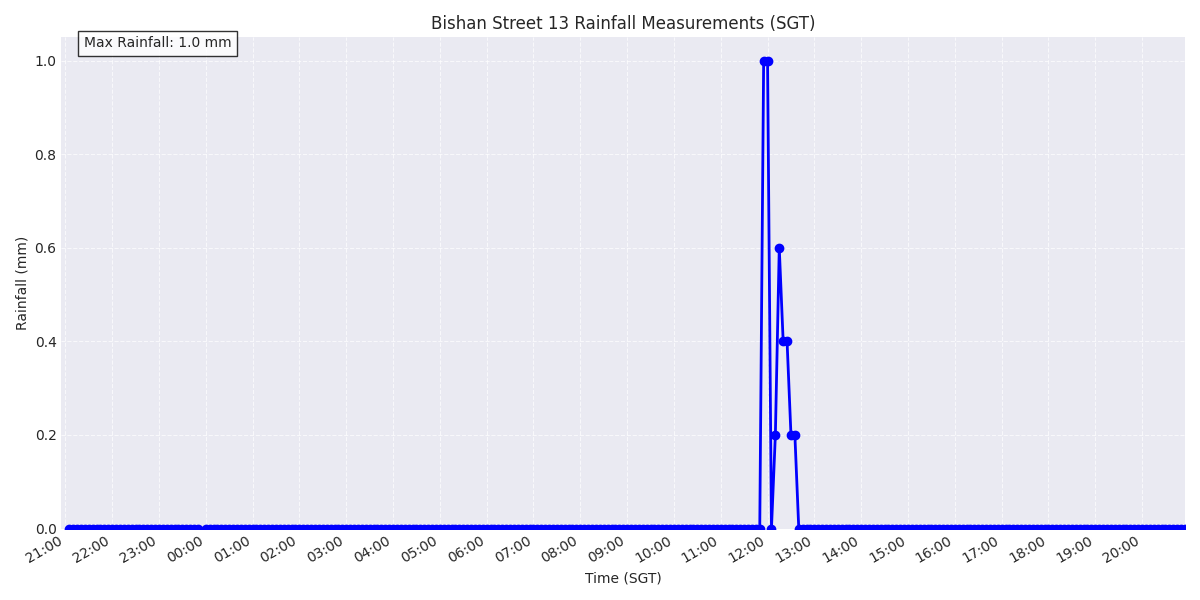 Bishan Street 13 Rainfall Measurements (SGT)
Max Rainfall: 1.0 mm
1.0
0.8
0.6
0.4
0.2
0.0
Rainfall (mm)
21:00 22:00 23:00 00:00 01:00 02:00 03:00 04:00 05:00 06:00 07:00 08:00 09:00 10:00 11:00 12:00 13:00 14:00 15:00 16:00 17:00 18:00 19:00 20:00
Time (SGT)